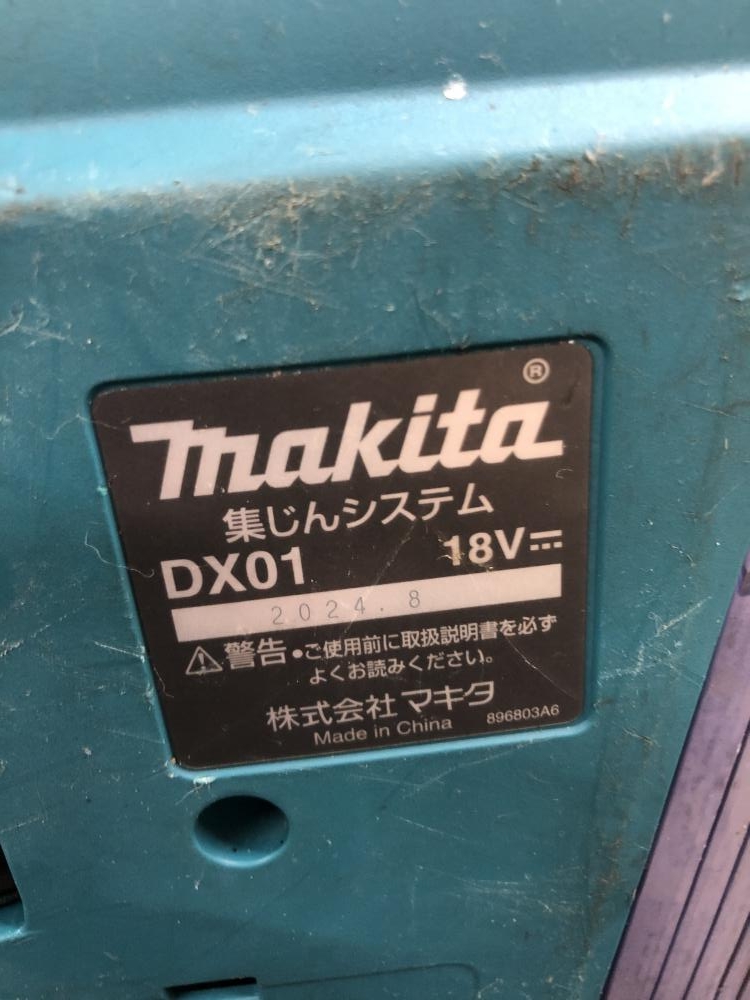 makita®
集じんシステム
DX01 18V
2024.8
警告 •ご使用前に取扱説明書を必ず
よくお読みください。
株式会社 マキタ
Made in China 896803A6